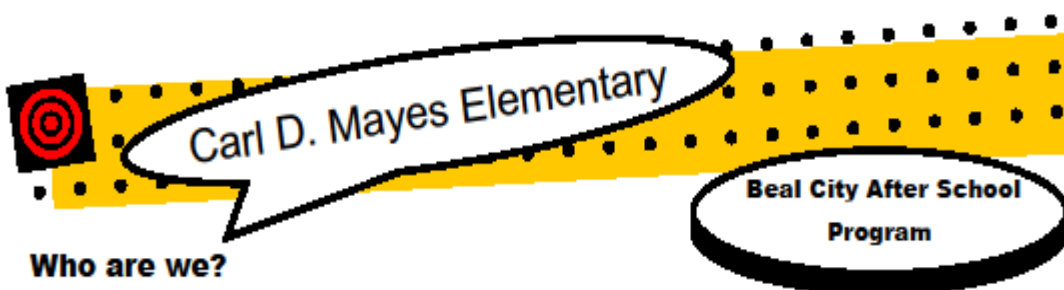 Carl D. Mayes Elementary
Beal City After School
Program
Who are we?